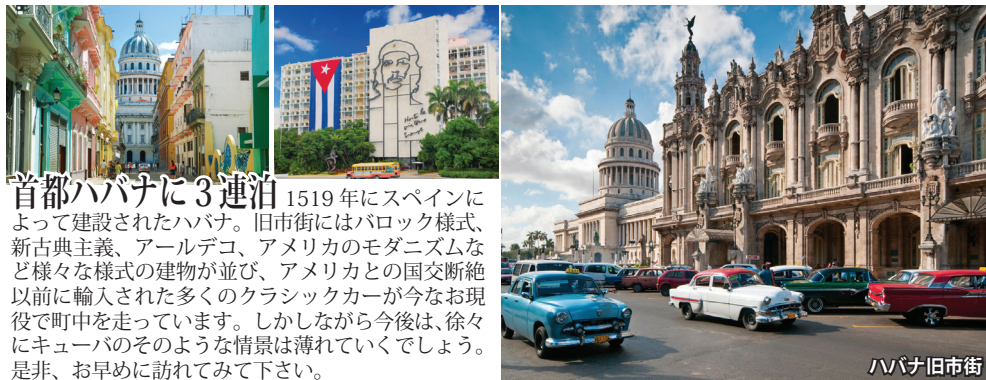 首都ハバナに3連泊 1519年にスペインに
よって建設されたハバナ。旧市街にはバロック様式、
新古典主義、アールデコ、アメリカのモダニズムな
ど様々な様式の建物が並び、アメリカとの国交断絶
以前に輸入された多くのクラシックカーが今なお現
役で町中を走っています。しかしながら今後は、徐々
にキューバのそのような情景は薄れていくでしょう。
是非、お早めに訪れてみて下さい。
ハバナ旧市街